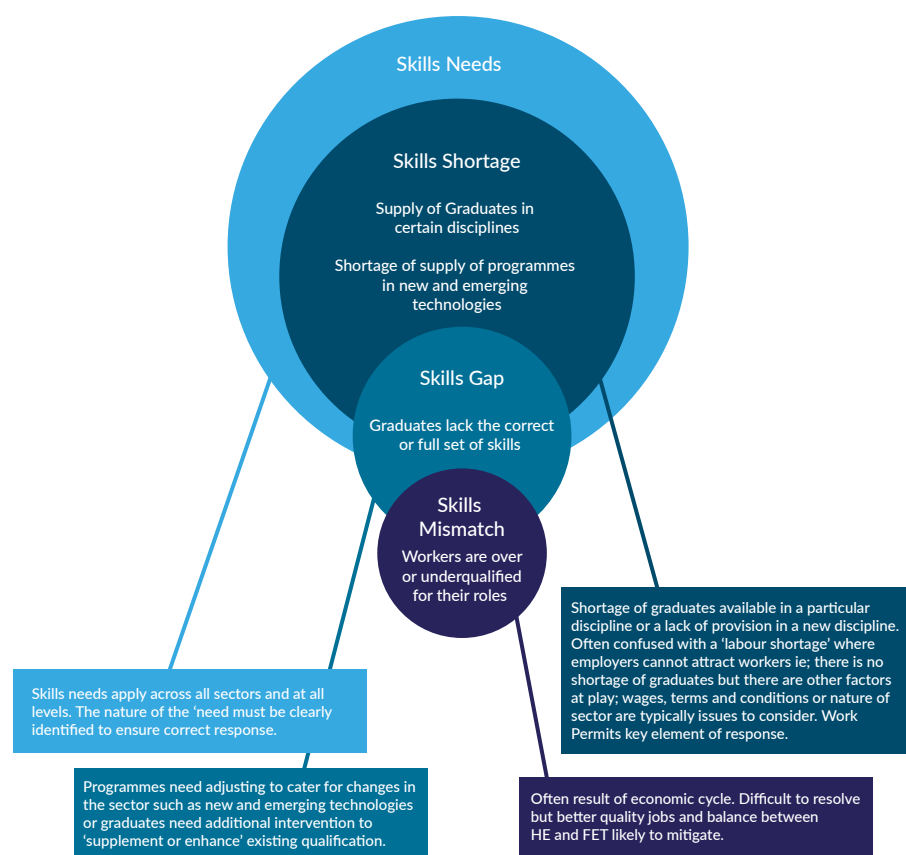 Skills Needs
Skills Shortage
Supply of Graduates in
certain disciplines
Shortage of supply of programmes
in new and emerging
technologies
Skills Gap
Graduates lack the correct
or full set of skills
Skills
Mismatch
Workers are over
or underqualified
for their roles
Shortage of graduates available in a particular
discipline or a lack of provision in a new discipline.
Often confused with a ‘labour shortage’ where
employers cannot attract workers ie; there is no
shortage of graduates but there are other factors
at play; wages, terms and conditions or nature of
sector are typically issues to consider. Work
Permits key element of response.
Skills needs apply across all sectors and at all
levels. The nature of the ‘need must be clearly
identified to ensure correct response.
Programmes need adjusting to cater for changes in
the sector such as new and emerging technologies
or graduates need additional intervention to
‘supplement or enhance’ existing qualification.
Often result of economic cycle. Difficult to resolve
but better quality jobs and balance between
HE and FET likely to mitigate.